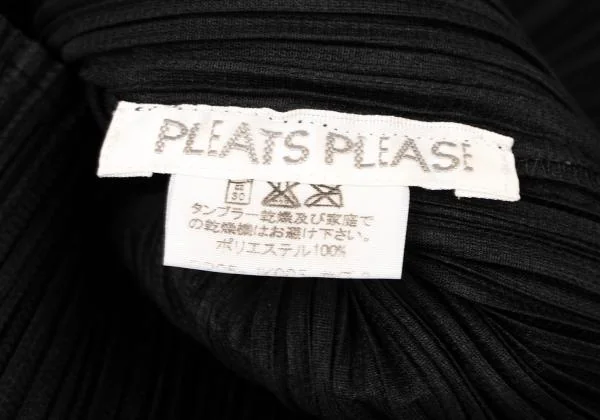 PLEATS PLEASE
タンブラー乾燥及び家庭で
の乾燥機はお避け下さい。
ポリエステル100%